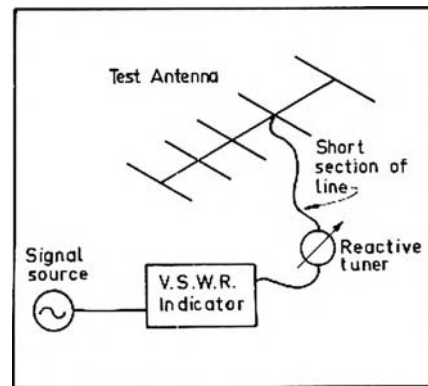 Test Antenna
Short
section of
line
Reactive
tuner
Signal
source
V.S.W.R.
Indicator